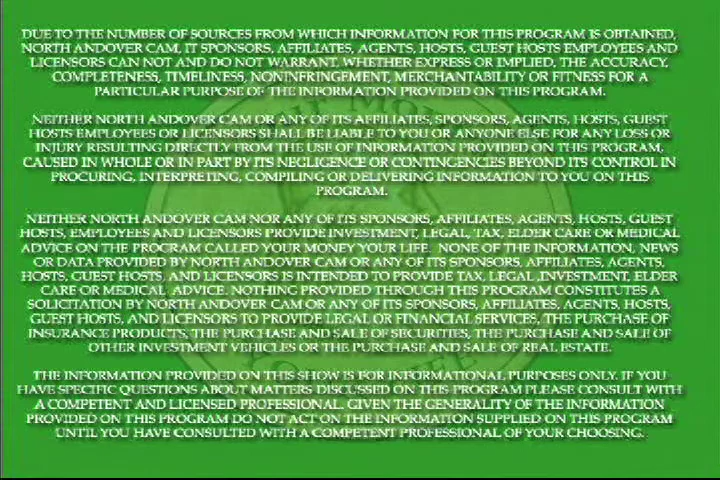 DUE TO THE NUMBER OF SOURCES FROM WHICH INFORMATION FOR THIS PROGRAM IS OBTAINED,
NORTH ANDOVER CAM, IT SPONSORS, AFFILIATES, AGENTS, HOSTS, GUEST HOSTS EMPLOYEES AND
LICENSORS CAN NOT AND DO NOT WARRANT, WHETHER EXPRESS OR IMPLIED, THE ACCURACY,
COMPLETENESS, TIMELINESS, NONINFRINGEMENT, MERCHANTABILITY OR FITNESS FOR A
PARTICULAR PURPOSE OF THE INFORMATION PROVIDED ON THIS PROGRAM.
NEITHER NORTH ANDOVER CAM OR ANY OF ITS AFFILIATES, SPONSORS, AGENTS, HOSTS, GUEST
HOSTS EMPLOYEES OR LICENSORS SHALL BE LIABLE TO YOU OR ANYONE ELSE FOR ANY LOSS OR
INJURY RESULTING DIRECTLY FROM THE USE OF INFORMATION PROVIDED ON THIS PROGRAM,
CAUSED IN WHOLE OR IN PART BY ITS NEGLIGENCE OR CONTINGENCIES BEYOND ITS CONTROL IN
PROCURING, INTERPRETING, COMPILING OR DELIVERING INFORMATION TO YOU ON THIS
PROGRAM.
NEITHER NORTH ANDOVER CAM NOR ANY OF ITS SPONSORS, AFFILIATES, AGENTS, HOSTS, GUEST
HOSTS, EMPLOYEES AND LICENSORS PROVIDE INVESTMENT, LEGAL, TAX, ELDER CARE OR MEDICAL
ADVICE ON THE PROGRAM CALLED YOUR MONEY YOUR LIFE. NONE OF THE INFORMATION, NEWS
OR DATA PROVIDED BY NORTH ANDOVER CAM OR ANY OF ITS SPONSORS, AFFILIATES, AGENTS,
HOSTS, GUEST HOSTS, AND LICENSORS IS INTENDED TO PROVIDE TAX, LEGAL, INVESTMENT, ELDER
CARE OR MEDICAL ADVICE. NOTHING PROVIDED THROUGH THIS PROGRAM CONSTITUTES A
SOLICITATION BY NORTH ANDOVER CAM OR ANY OF ITS SPONSORS, AFFILIATES, AGENTS, HOSTS,
GUEST HOSTS, AND LICENSORS TO PROVIDE LEGAL OR FINANCIAL SERVICES, THE PURCHASE OF
INSURANCE PRODUCTS, THE PURCHASE AND SALE OF SECURITIES, THE PURCHASE AND SALE OF
OTHER INVESTMENT VEHICLES OR THE PURCHASE AND SALE OF REAL ESTATE.
THE INFORMATION PROVIDED ON THIS SHOW IS FOR INFORMATIONAL PURPOSES ONLY. IF YOU
HAVE SPECIFIC QUESTIONS ABOUT MATTERS DISCUSSED ON THIS PROGRAM PLEASE CONSULT WITH
A COMPETENT AND LICENSED PROFESSIONAL. GIVEN THE GENERALITY OF THE INFORMATION
PROVIDED ON THIS PROGRAM DO NOT ACT ON THE INFORMATION SUPPLIED ON THIS PROGRAM
UNTIL YOU HAVE CONSULTED WITH A COMPETENT PROFESSIONAL OF YOUR CHOOSING.